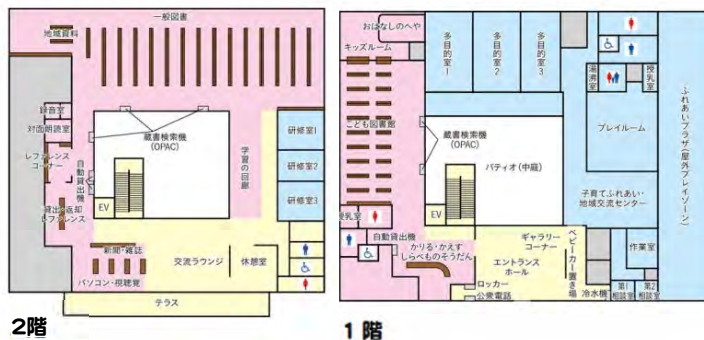 一般図書
地域資料
録音室
対面朗読室
レファレンス
コーナー
自動貸出機
貸出・返却
レファレンス
蔵書検索機
(OPAC)
学習の回廊
研修室1
研修室2
研修室3
EV
新聞・雑誌
パソコン・視聴覚
交流ラウンジ
休憩室
テラス
2階
おはなしのへや
キッズルーム
こども図書館
多目的室1
多目的室2
多目的室3
湯沸室
授乳室
プレイルーム
ふれあいプラザ(屋外プレイゾーン)
蔵書検索機
(OPAC)
パティオ(中庭)
子育てふれあい・
地域交流センター
授乳室
EV
自動貸出機
かりる・かえす
しらべものそうだん
ギャラリー
コーナー
エントランス
ホール
ベビーカー置き場
作業室
ロッカー
公衆電話
冷水機
第1
相談室
第2
相談室
1階